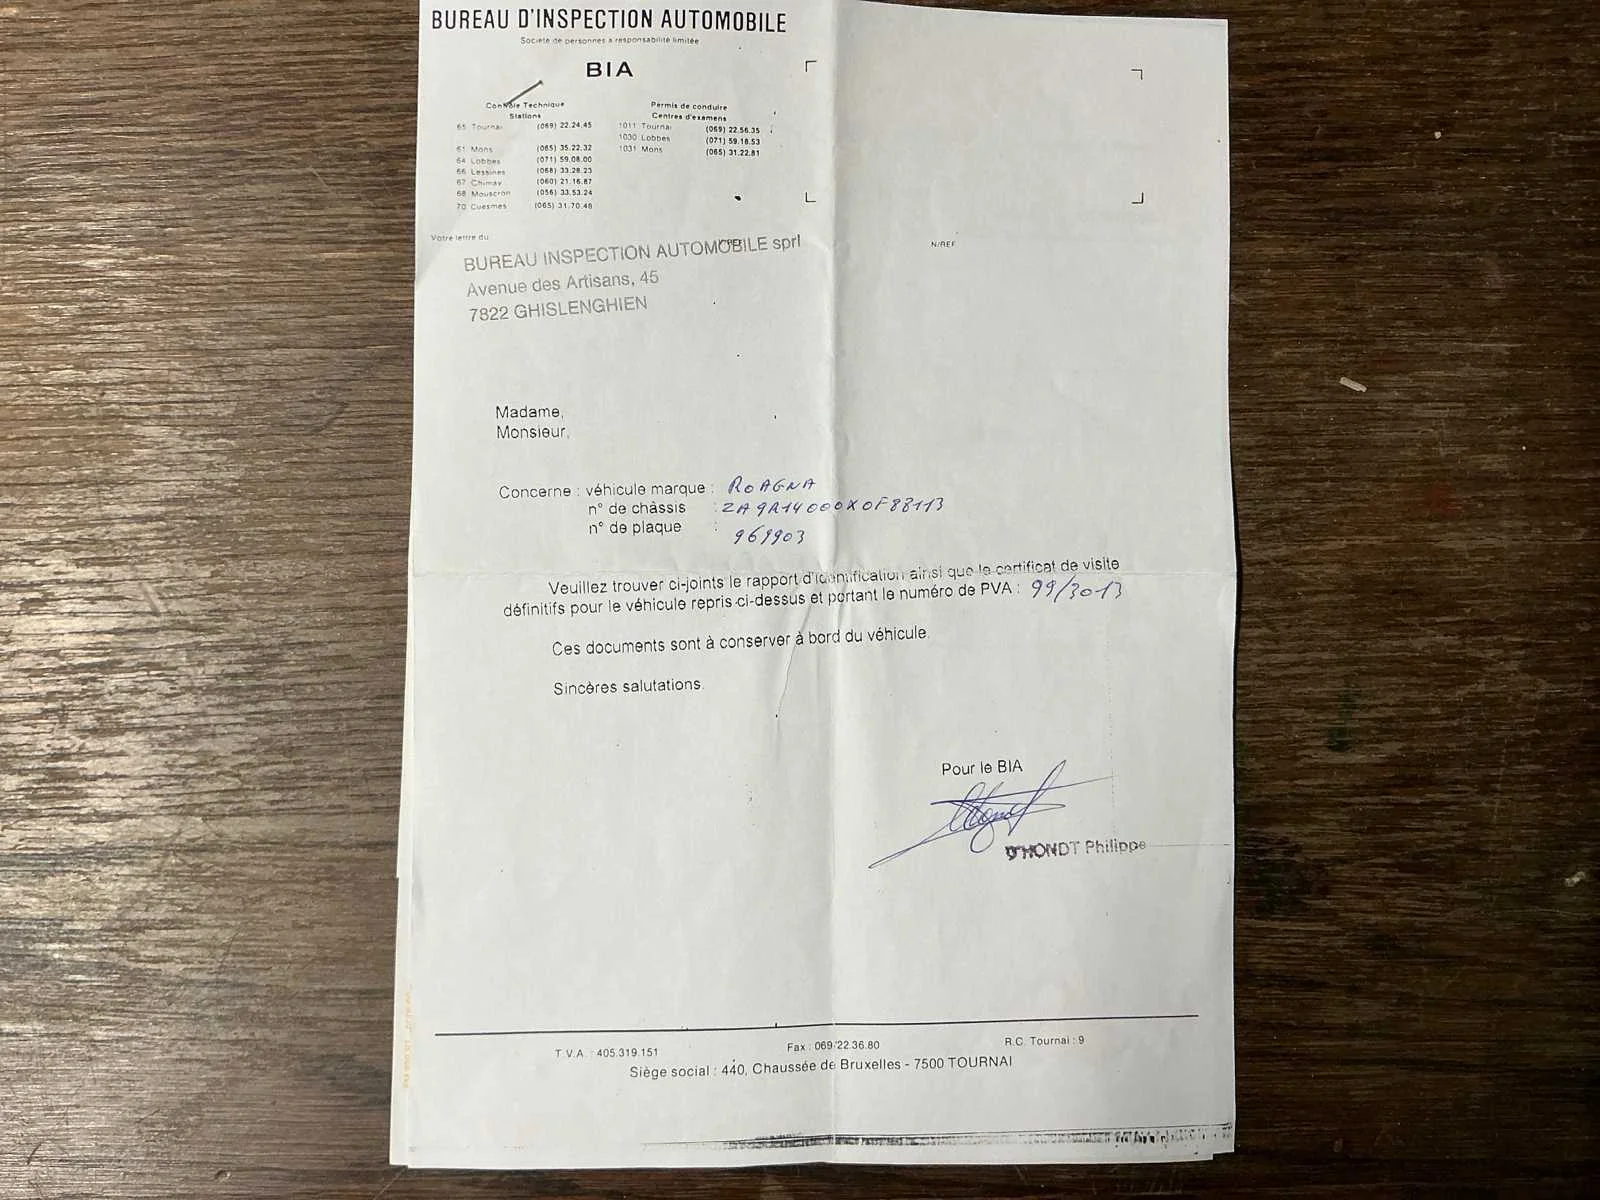 BUREAU D'INSPECTION AUTOMOBILE
Société de personnes à responsabilité limitée
BIA
Contrôle Technique
Stations
65 Tournai (069) 22.24.45
61 Mons (065) 35.22.32
64 Lobbes (071) 59.08.00
66 Lessines (068) 33.28.23
67 Chimay (060) 21.16.87
68 Mouscron (056) 33.53.24
70 Cuesmes (065) 31.70.48
Permis de conduire
Centres d'examens
1011 Tournai (069) 22.56.35
1030 Lobbes (071) 59.18.53
1031 Mons (065) 31.22.81
Votre lettre du
N/REF
BUREAU INSPECTION AUTOMOBILE sprl
Avenue des Artisans, 45
7822 GHISLENGHIEN
Madame,
Monsieur,
Concerne : véhicule marque : ROAGNA
n° de châssis : ZA9R14000X0F88113
n° de plaque : 969903
Veuillez trouver ci-joints le rapport d'identification ainsi que le certificat de visite
définitifs pour le véhicule repris ci-dessus et portant le numéro de PVA : 99/3013
Ces documents sont à conserver à bord du véhicule.
Sincères salutations.
Pour le BIA
D'HONDT Philippe
T.V.A. : 405.319.151 Fax : 069/22.36.80 R.C. Tournai : 9
Siège social : 440, Chaussée de Bruxelles - 7500 TOURNAI